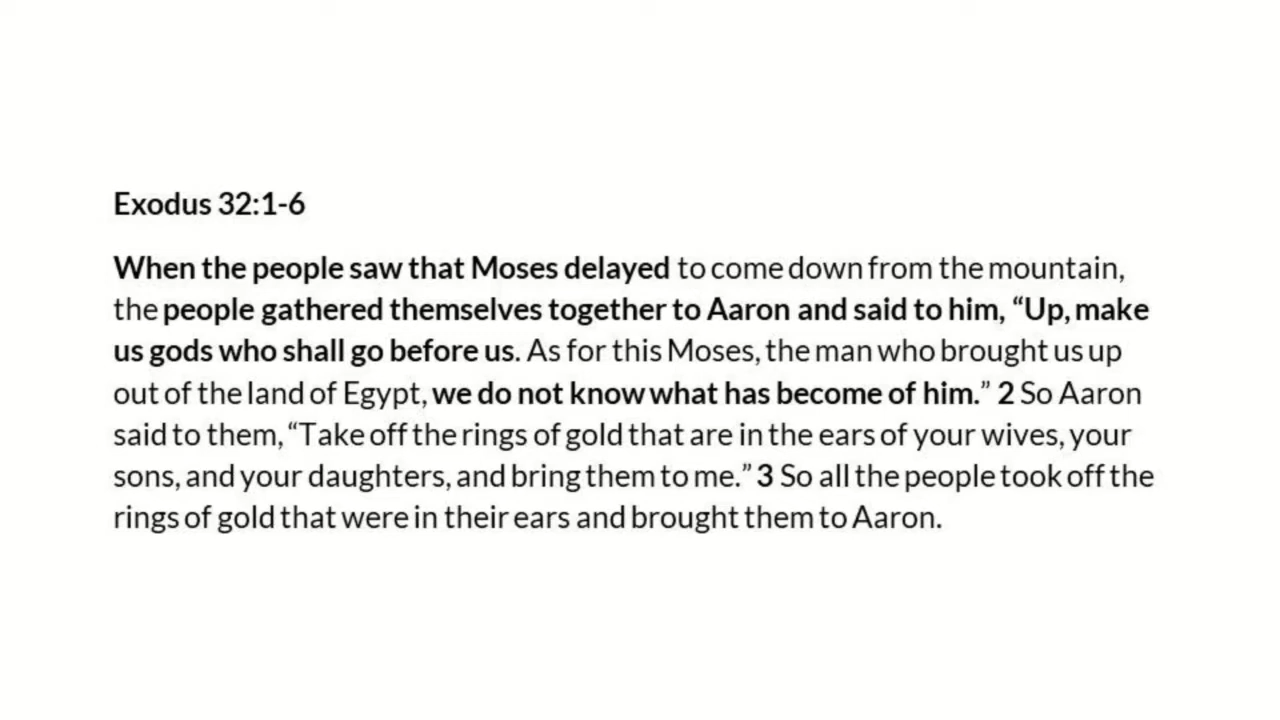 Exodus 32:1-6
When the people saw that Moses delayed to come down from the mountain,
the people gathered themselves together to Aaron and said to him, “Up, make
us gods who shall go before us. As for this Moses, the man who brought us up
out of the land of Egypt, we do not know what has become of him.” 2 So Aaron
said to them, “Take off the rings of gold that are in the ears of your wives, your
sons, and your daughters, and bring them to me.” 3 So all the people took off the
rings of gold that were in their ears and brought them to Aaron.